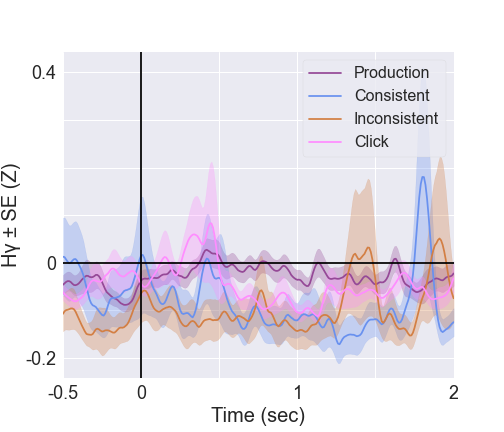 Production
Consistent
Inconsistent
Click
Hγ ± SE (Z)
0.4
0
-0.2
-0.5 0 1 2
Time (sec)